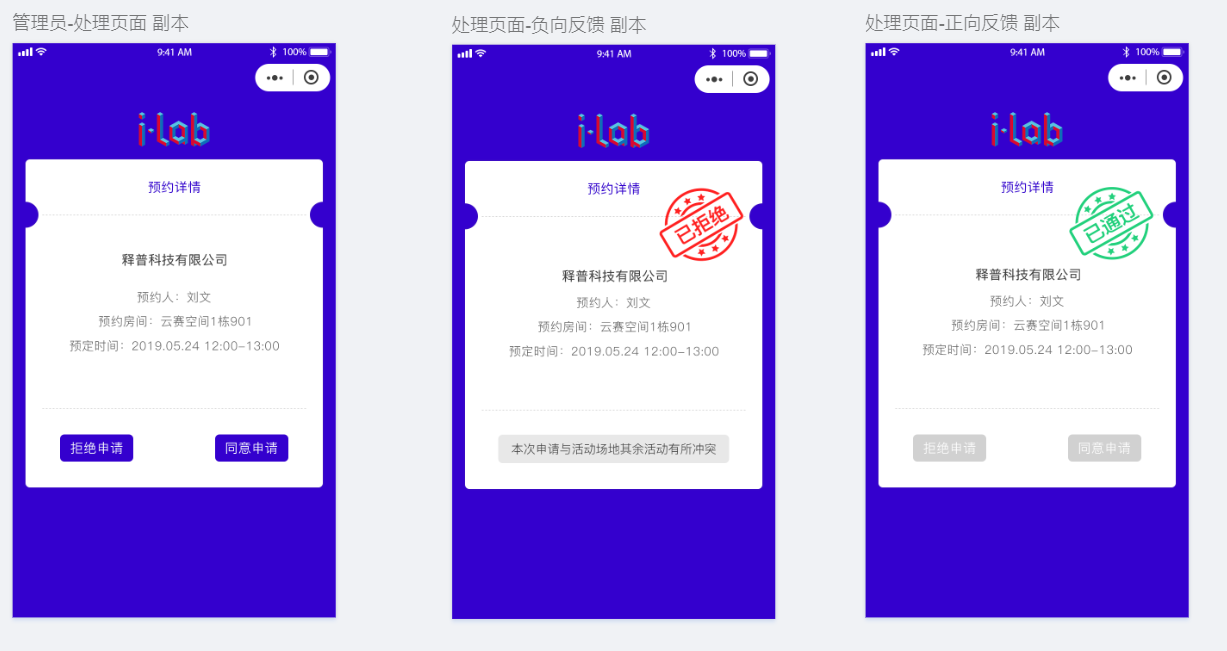 管理员-处理页面 副本
9:41 AM
100%
i·Lab
预约详情
释普科技有限公司
预约人：刘文
预约房间：云赛空间1栋901
预定时间：2019.05.24 12:00-13:00
拒绝申请
同意申请
处理页面-负向反馈 副本
9:41 AM
100%
i·Lab
预约详情
已拒绝
释普科技有限公司
预约人：刘文
预约房间：云赛空间1栋901
预定时间：2019.05.24 12:00-13:00
本次申请与活动场地其余活动有所冲突
处理页面-正向反馈 副本
9:41 AM
100%
i·Lab
预约详情
已通过
释普科技有限公司
预约人：刘文
预约房间：云赛空间1栋901
预定时间：2019.05.24 12:00-13:00
拒绝申请
同意申请